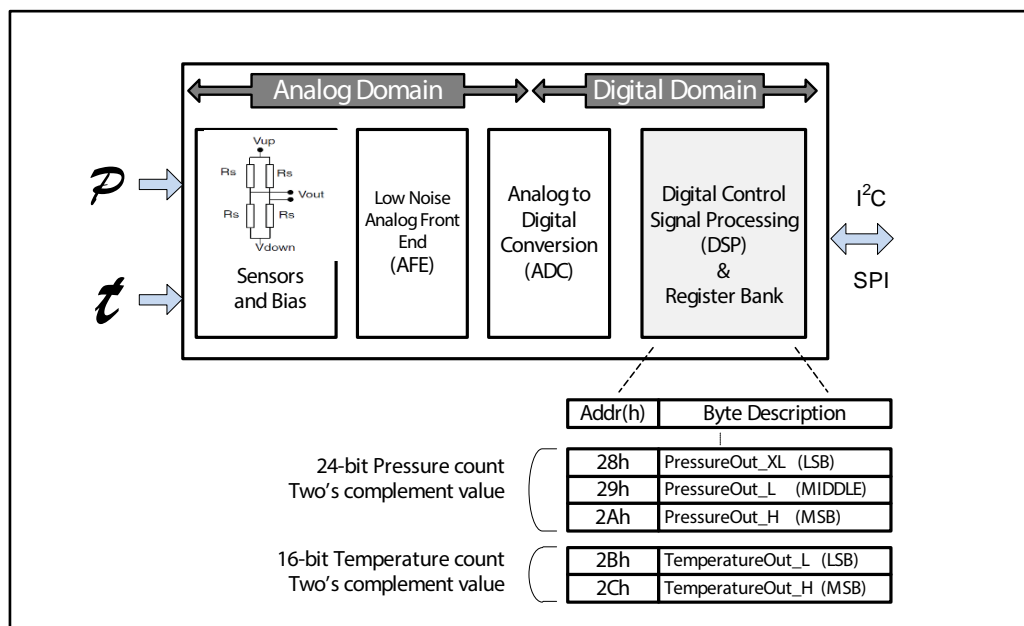 Analog Domain
Digital Domain
𝓅
𝓉
Vup
Rs
Rs
Vout
Rs
Rs
Vdown
Sensors
and Bias
Low Noise
Analog Front
End
(AFE)
Analog to
Digital
Conversion
(ADC)
Digital Control
Signal Processing
(DSP)
&
Register Bank
I²C
SPI
Addr(h) Byte Description
24-bit Pressure count
Two's complement value
28h PressureOut_XL (LSB)
29h PressureOut_L (MIDDLE)
2Ah PressureOut_H (MSB)
16-bit Temperature count
Two's complement value
2Bh TemperatureOut_L (LSB)
2Ch TemperatureOut_H (MSB)